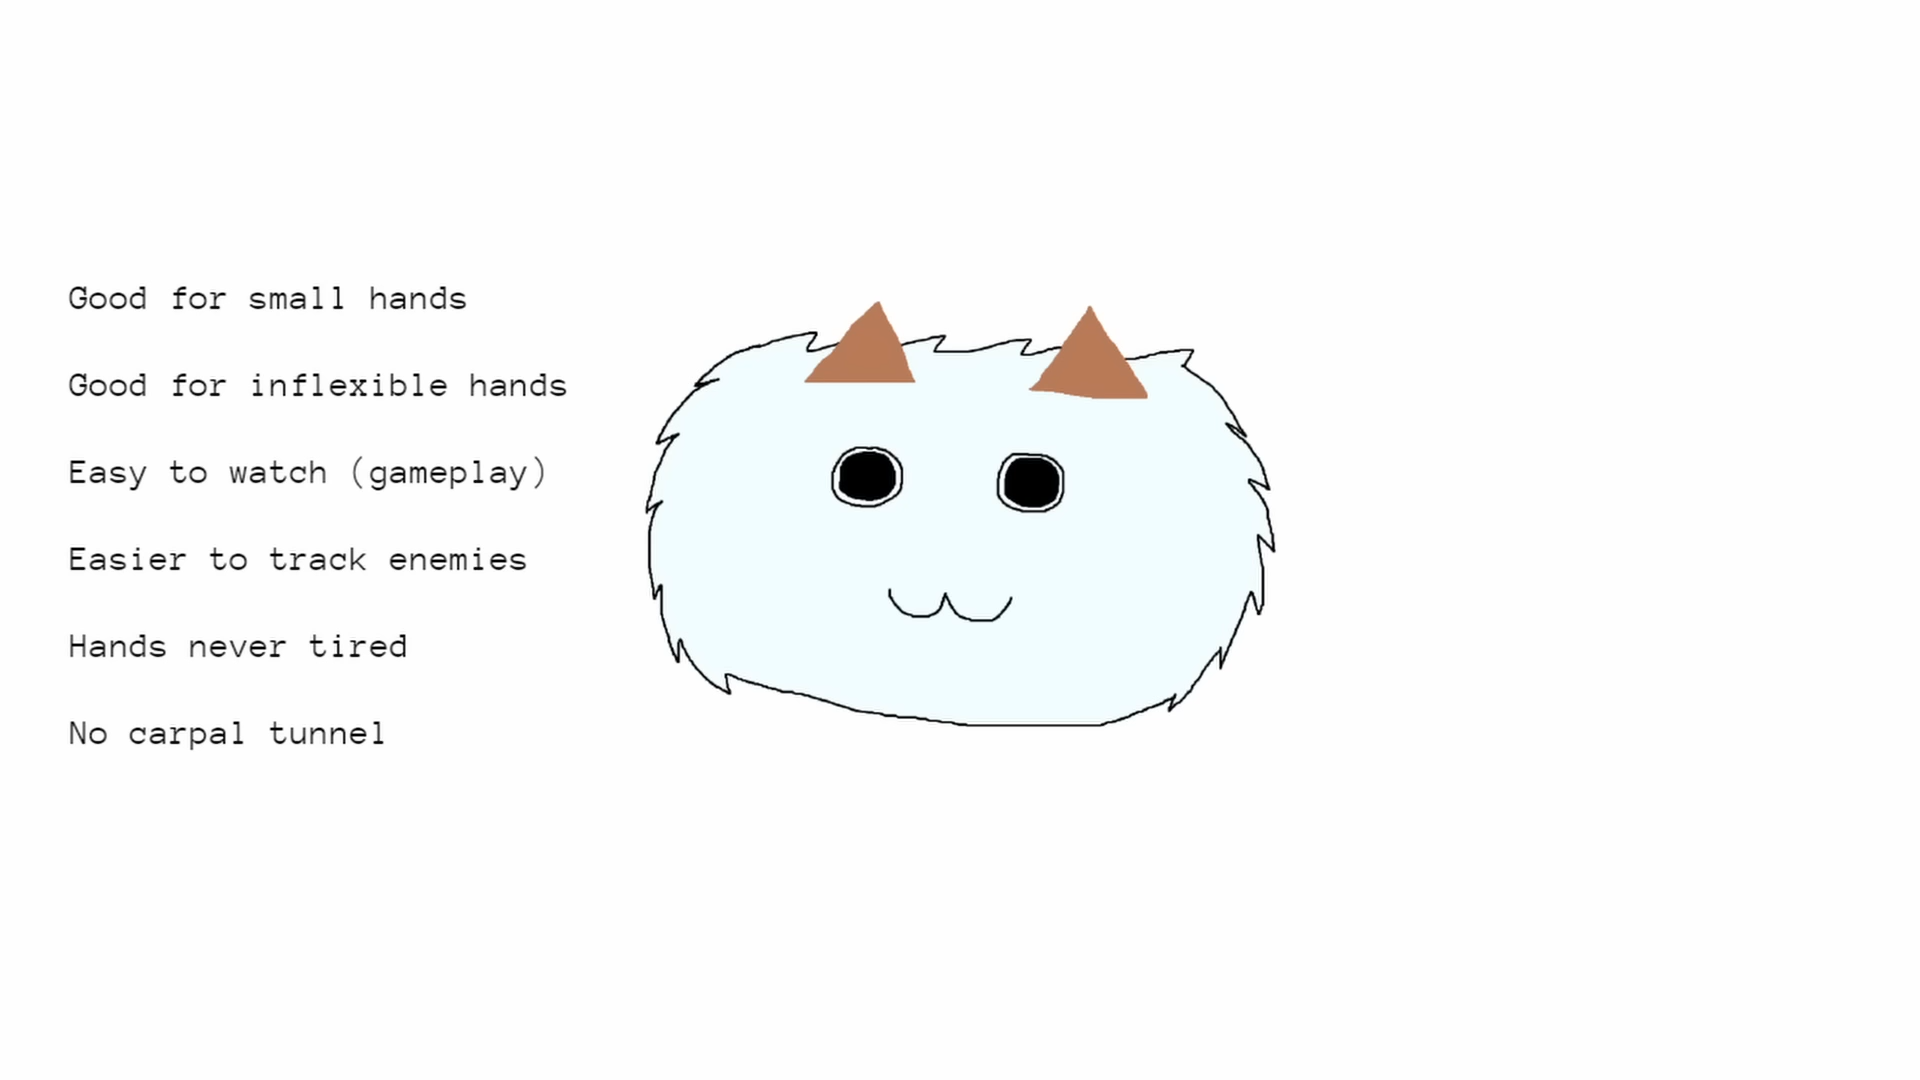 Good for small hands
Good for inflexible hands
Easy to watch (gameplay)
Easier to track enemies
Hands never tired
No carpal tunnel